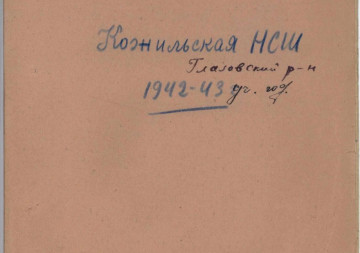 Кожильская НСШ
Глазовский р-н
1942-43 уч. год.